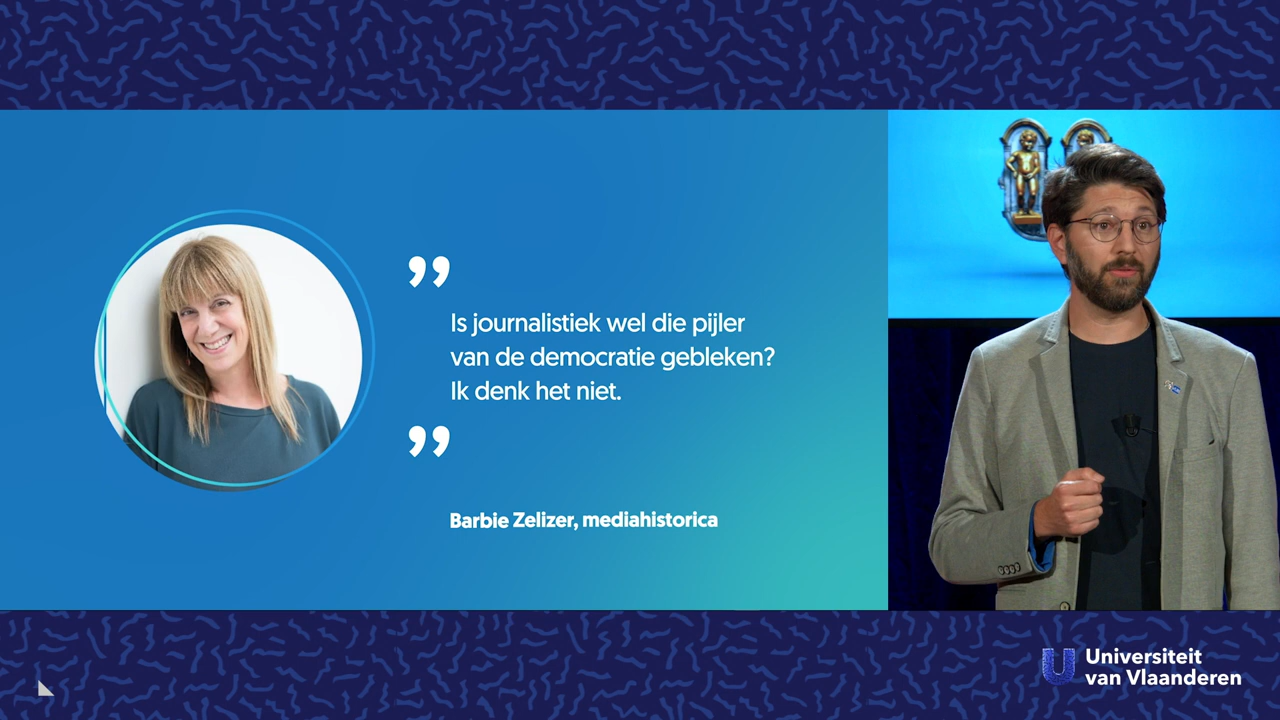 ”
Is journalistiek wel die pijler
van de democratie gebleken?
Ik denk het niet.
”
Barbie Zelizer, mediahistorica
Universiteit
van Vlaanderen